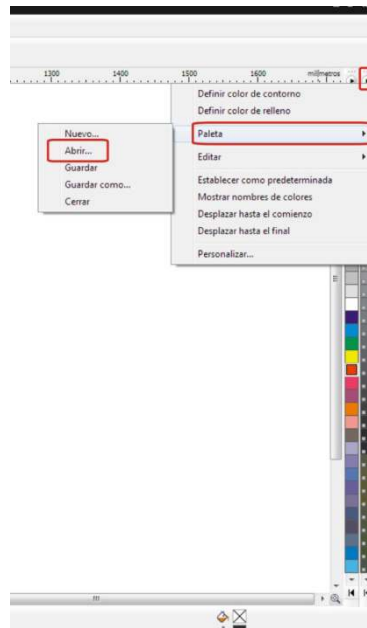 1300 1400 1500 1600 milímetros
Definir color de contorno
Definir color de relleno
Paleta
Editar
Establecer como predeterminada
Mostrar nombres de colores
Desplazar hasta el comienzo
Desplazar hasta el final
Personalizar...
Nuevo...
Abrir...
Guardar
Guardar como...
Cerrar